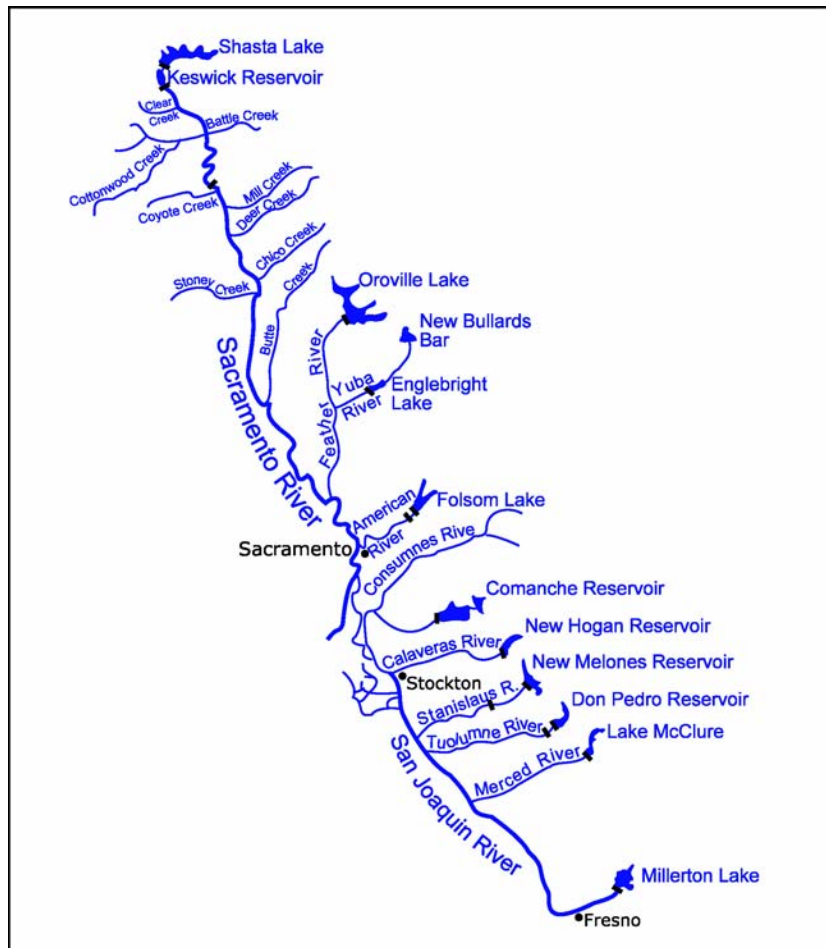 Shasta Lake
Keswick Reservoir
Clear
Creek
Battle Creek
Cottonwood Creek
Coyote Creek
Mill Creek
Deer Creek
Chico Creek
Stoney
Creek
Butte Creek
Oroville Lake
New Bullards
Bar
Englebright
Lake
Yuba
River
Feather River
Sacramento River
American
River
Folsom Lake
Sacramento
Consumnes Rive
Comanche Reservoir
New Hogan Reservoir
Calaveras River
New Melones Reservoir
Stockton
Stanislaus R.
Don Pedro Reservoir
Tuolumne River
Lake McClure
Merced River
San Joaquin River
Millerton Lake
Fresno